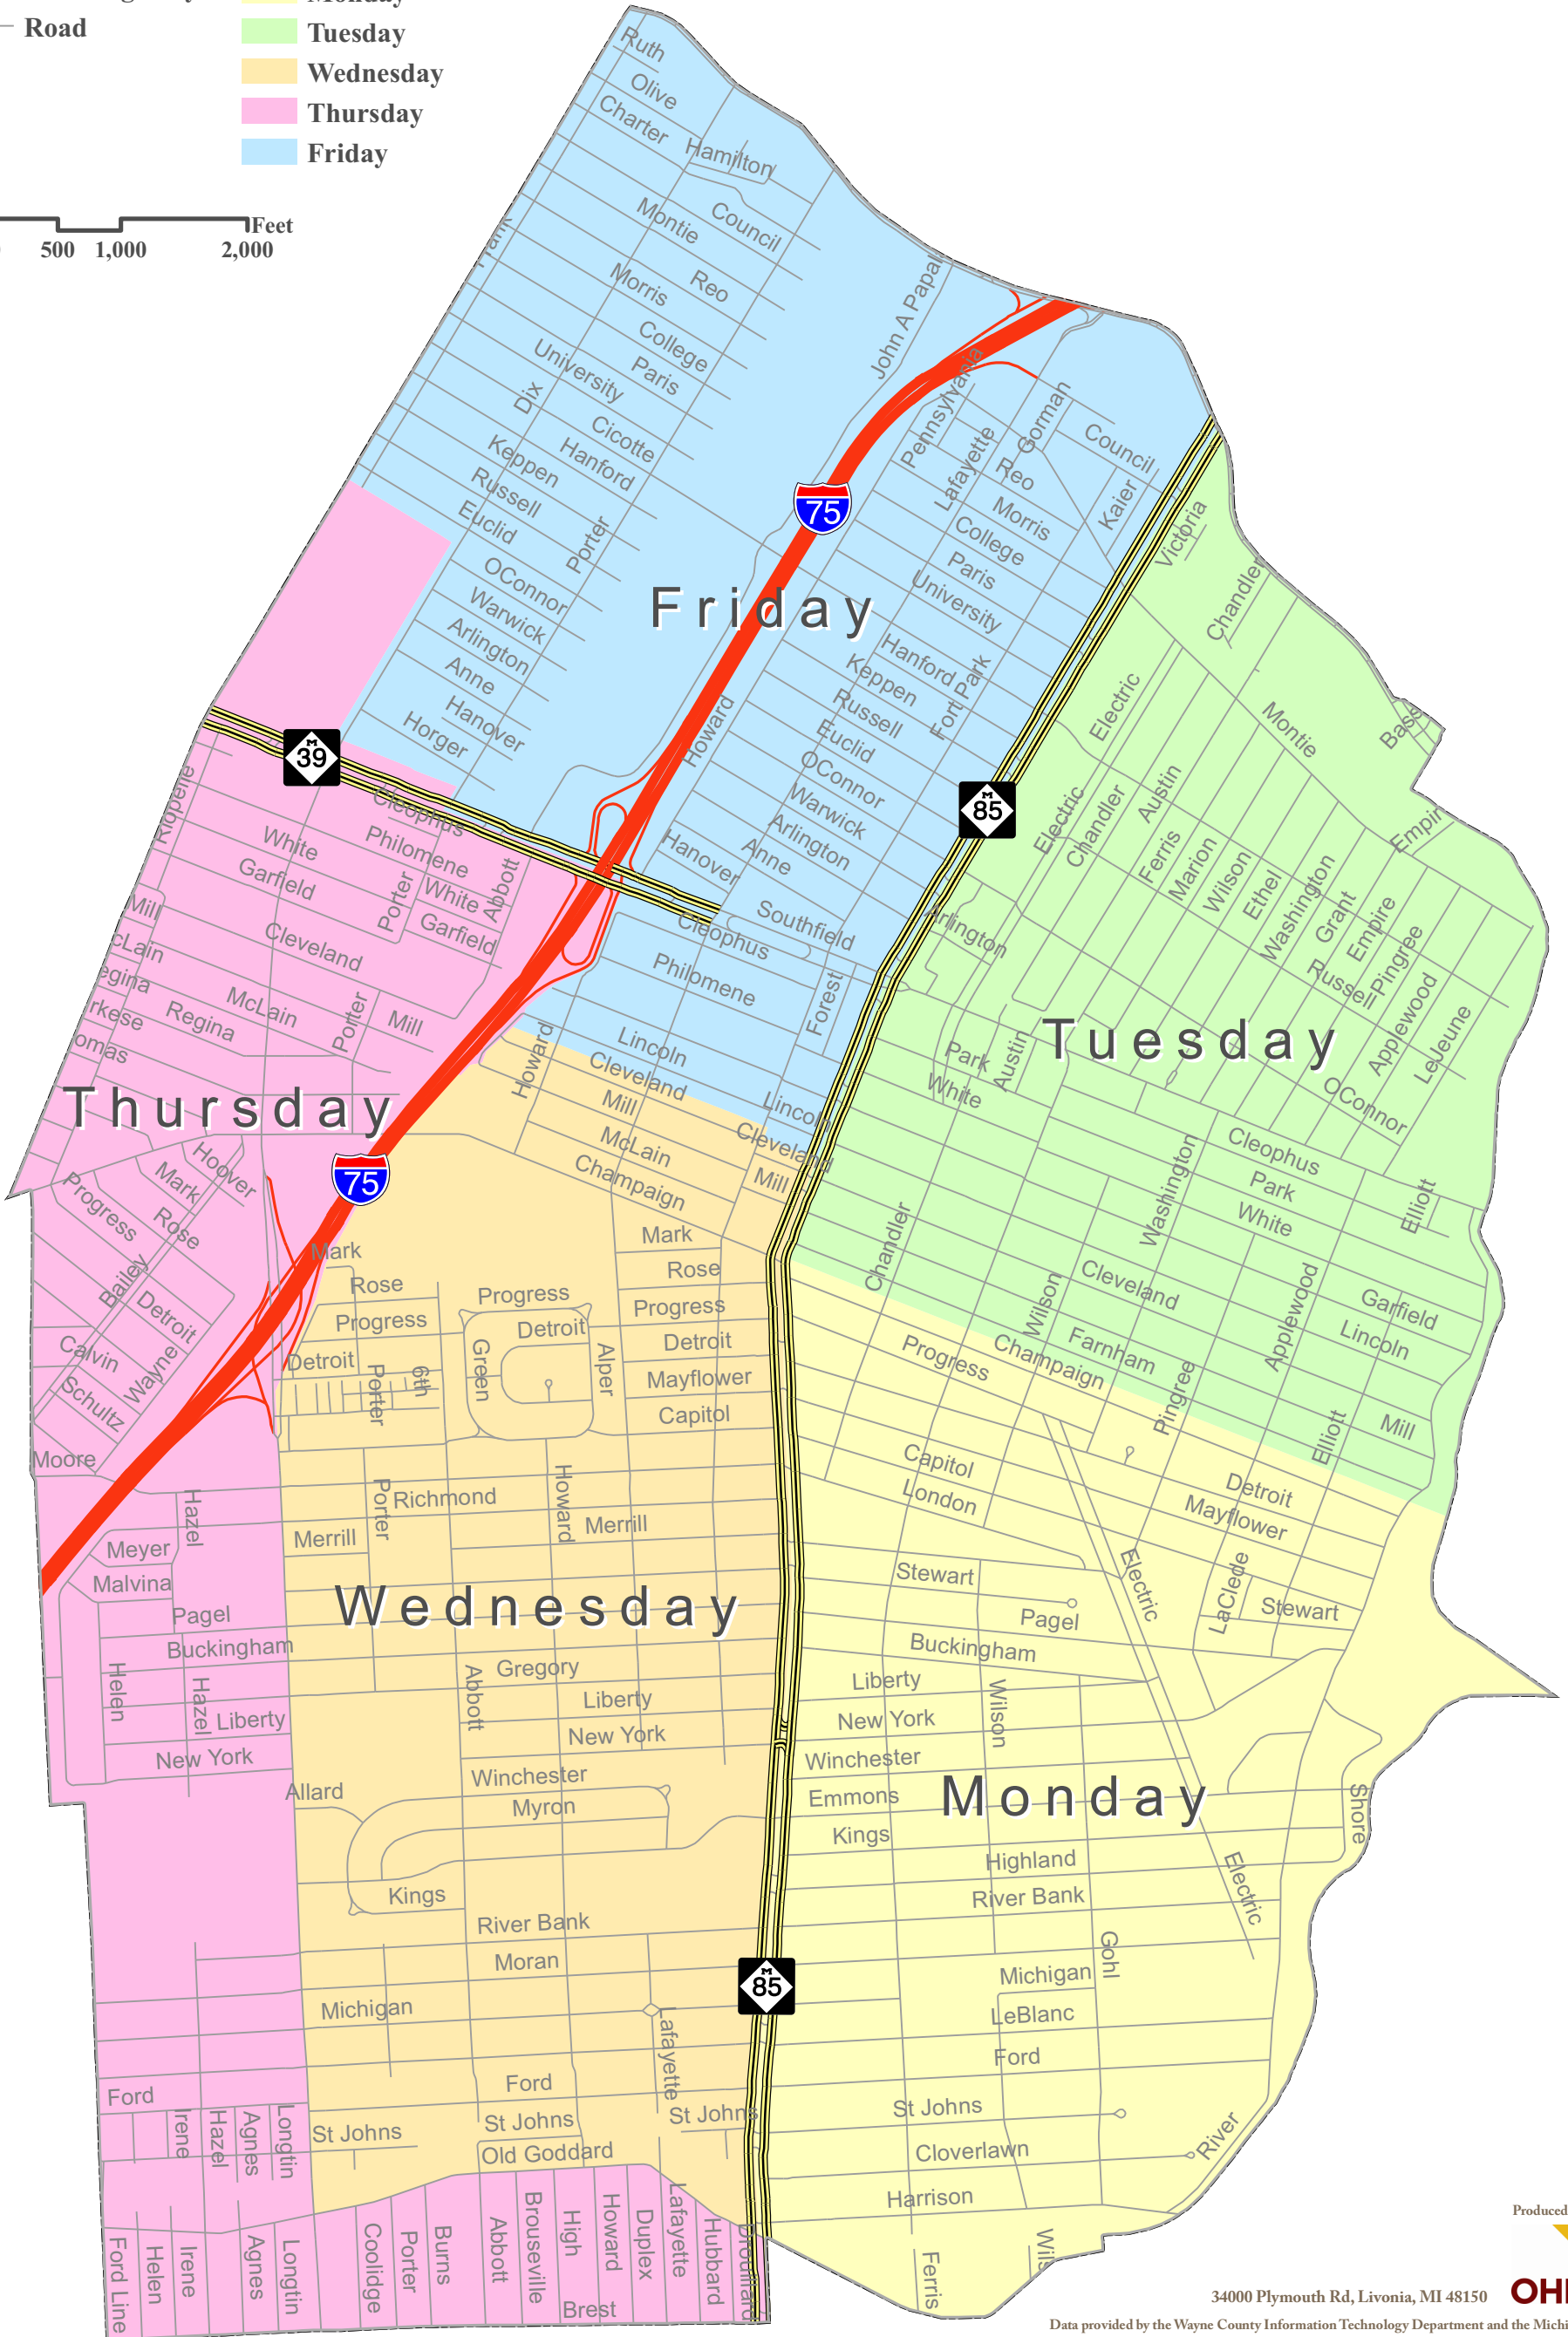 Monday
Road
Tuesday
Wednesday
Thursday
Friday
Feet
500 1,000 2,000
Ruth
Olive
Charter
Hamilton
Council
Montie
Reo
Morris
John A Papal
College
Paris
University
Pennsylvania
Dix
Gorman
Council
Cicotte
Lafayette
Reo
Hanford
Keppen
Kaier
Russell
75
Morris
Victoria
Euclid
Porter
College
Paris
OConnor
Friday
University
Chandler
Warwick
Arlington
Hanford
Anne
Keppen
Fort Park
Electric
Hanover
Howard
Russell
Montie
Horger
Euclid
Base
M
39
OConnor
Riopelle
Cleophus
Warwick
M
85
Electric
Chandler
Austin
White
Philomene
Arlington
Hanover
Anne
Ferris
Marion
Garfield
Porter
White
Abbott
Wilson
Ethel
Washington
Grant
Empire
Pingree
Mill
Garfield
Southfield
Arlington
Cleophus
Cleveland
Philomene
Russell
Applewood
McLain
Regina
Porter
Mill
Forest
LeJeune
Howard
Lincoln
Park
Austin
Tuesday
Cleveland
White
OConnor
Thursday
Mill
Lincoln
McLain
Cleveland
Cleophus
Champaign
Mill
Hoover
75
Park
Mark
Washington
Elliott
Progress
Rose
White
Mark
Mark
Rose
Chandler
Bailey
Rose
Progress
Cleveland
Garfield
Detroit
Progress
Detroit
Progress
Wilson
Applewood
Lincoln
Calvin
Wayne
Detroit
Green
Alper
Detroit
Progress
Champaign
Farnham
Schultz
Porter
6th
Mayflower
Pingree
Capitol
Mill
Moore
Elliott
Capitol
Hazel
Porter
Richmond
Howard
London
Detroit
Merrill
Merrill
Mayflower
Meyer
Malvina
Stewart
Electric
LaClede
Pagel
Wednesday
Pagel
Stewart
Buckingham
Buckingham
Helen
Gregory
Liberty
Hazel
Liberty
Abbott
Liberty
New York
Wilson
New York
New York
Winchester
Allard
Winchester
Emmons
Monday
Myron
Shore
Kings
Highland
Electric
Kings
River Bank
River Bank
Moran
Gohl
Michigan
Michigan
M
85
LeBlanc
Lafayette
Ford
Ford
Ford
St Johns
Irene
Hazel
Agnes
Longtin
St Johns
St Johns
St Johns
Old Goddard
Cloverlawn
River
Harrison
Ford Line
Helen
Irene
Agnes
Longtin
Coolidge
Porter
Burns
Abbott
Brouseville
High
Howard
Duplex
Lafayette
Hubbard
Brest
Ferris
Wils
Produced
34000 Plymouth Rd, Livonia, MI 48150
OH
Data provided by the Wayne County Information Technology Department and the Michi